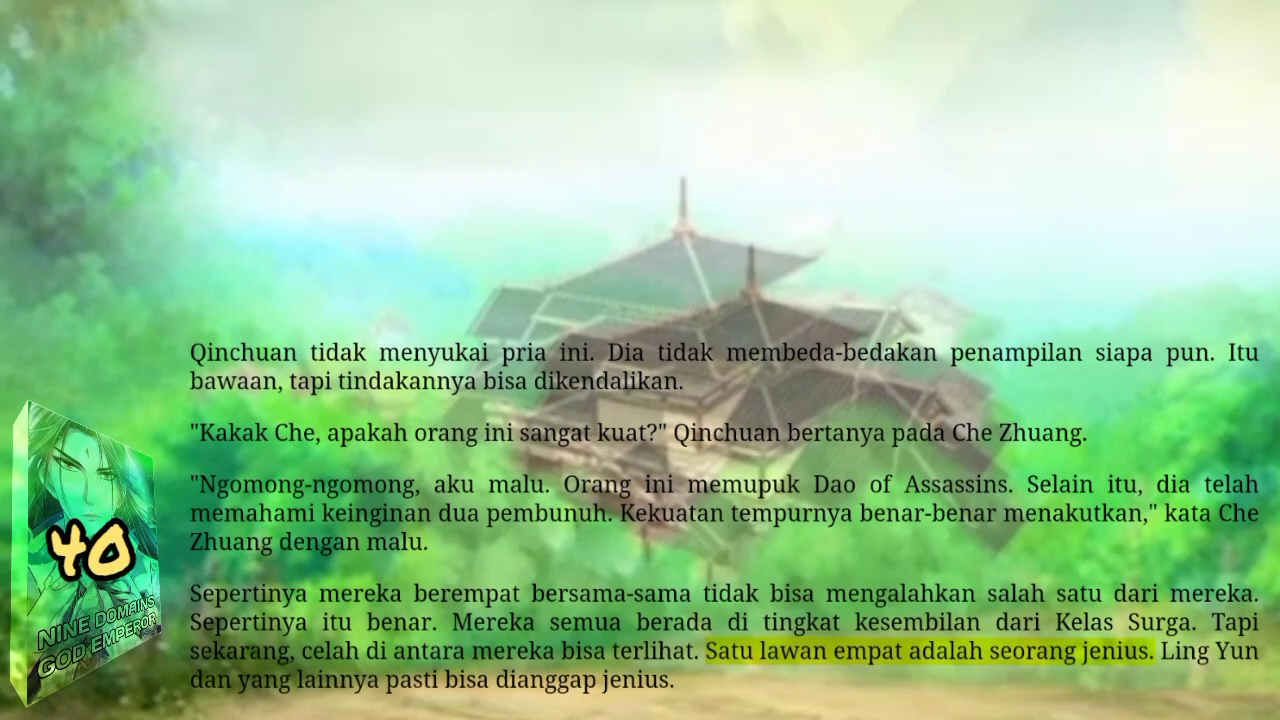 Qinchuan tidak menyukai pria ini. Dia tidak membeda-bedakan penampilan siapa pun. Itu
bawaan, tapi tindakannya bisa dikendalikan.
"Kakak Che, apakah orang ini sangat kuat?" Qinchuan bertanya pada Che Zhuang.
"Ngomong-ngomong, aku malu. Orang ini memupuk Dao of Assassins. Selain itu, dia telah
memahami keinginan dua pembunuh. Kekuatan tempurnya benar-benar menakutkan," kata Che
Zhuang dengan malu.
Sepertinya mereka berempat bersama-sama tidak bisa mengalahkan salah satu dari mereka.
Sepertinya itu benar. Mereka semua berada di tingkat kesembilan dari Kelas Surga. Tapi
sekarang, celah di antara mereka bisa terlihat. Satu lawan empat adalah seorang jenius. Ling Yun
dan yang lainnya pasti bisa dianggap jenius.
40
NINE DOMAINS
GOD EMPEROR